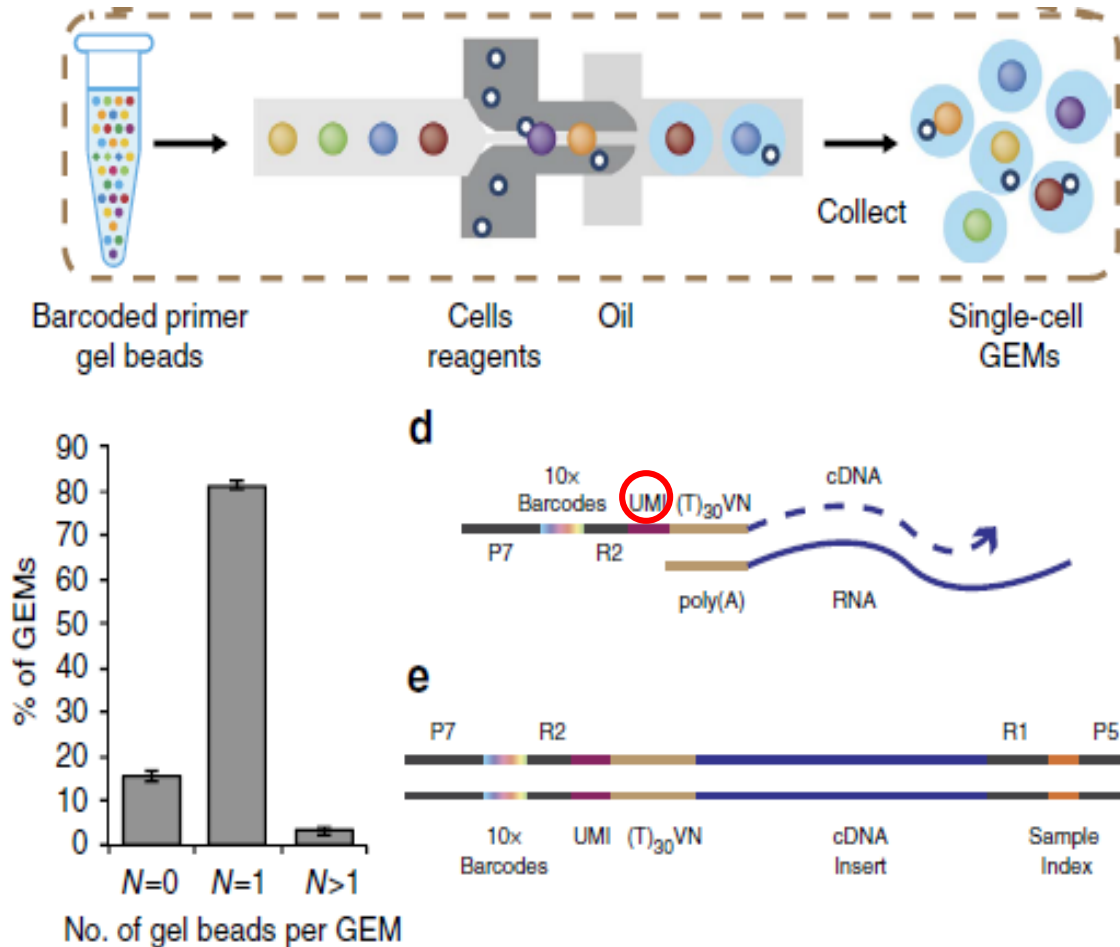 Collect
Barcoded primer
gel beads
Cells
reagents
Oil
Single-cell
GEMs
90
80
70
60
50
40
30
20
10
0
% of GEMs
N=0 N=1 N>1
No. of gel beads per GEM
d
10×
Barcodes
UMI (T)30VN
cDNA
P7
R2
poly(A)
RNA
e
P7
R2
R1
P5
10×
Barcodes
UMI
(T)30VN
cDNA
Insert
Sample
Index